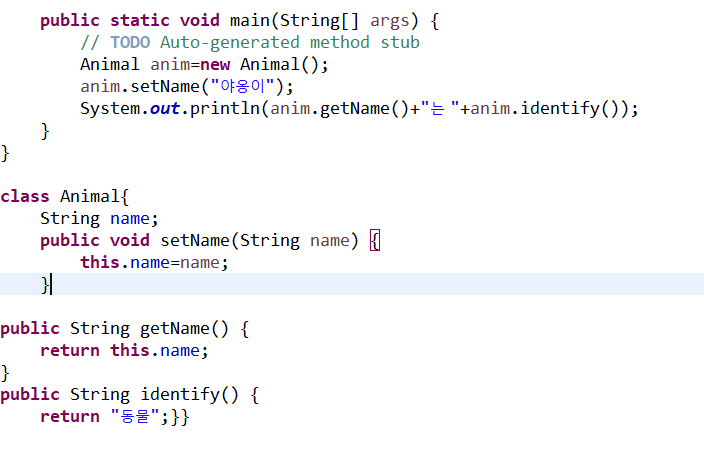 public static void main(String[] args) {
// TODO Auto-generated method stub
Animal anim=new Animal();
anim.setName("야옹이");
System.out.println(anim.getName()+"는 "+anim.identify());
}
}
class Animal{
String name;
public void setName(String name) {
this.name=name;
}
public String getName() {
return this.name;
}
public String identify() {
return "동물";}}